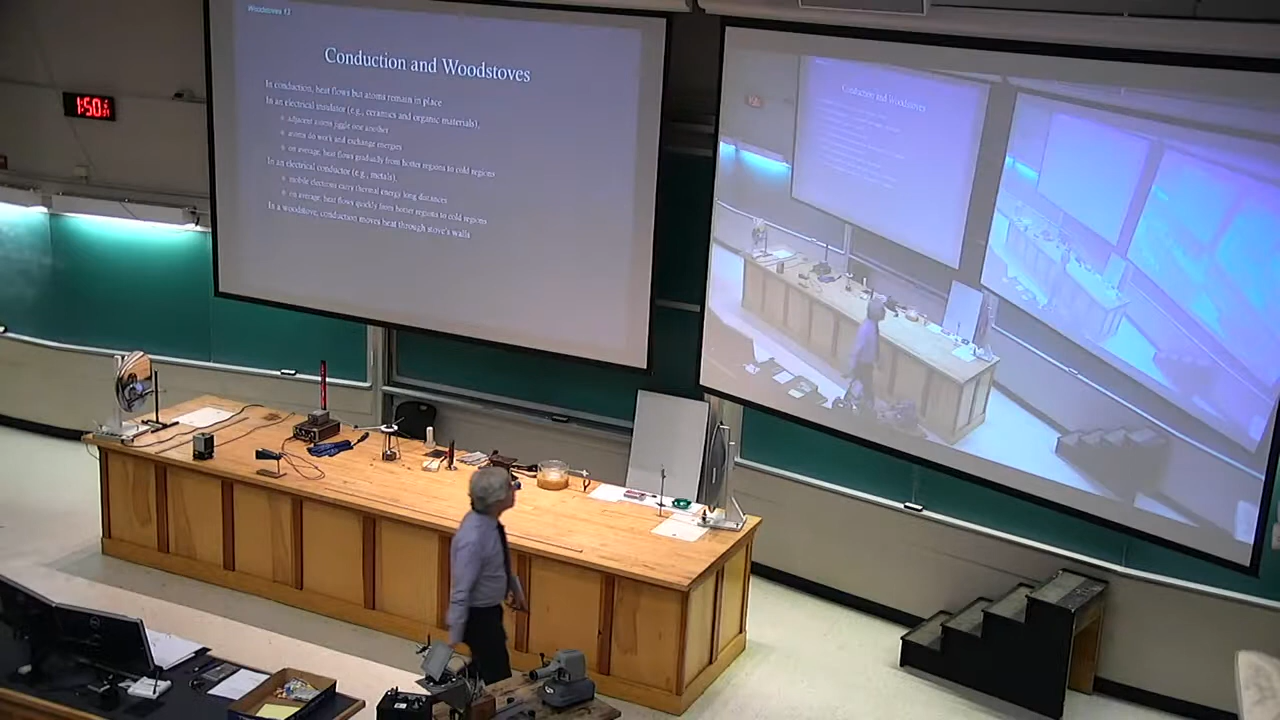 Woodstoves 13
Conduction and Woodstoves
In conduction, heat flows but atoms remain in place
In an electrical insulator (e.g., ceramics and organic materials),
adjacent atoms jiggle one another
atoms do work and exchange energies
on average, heat flows gradually from hotter regions to cold regions
In an electrical conductor (e.g., metals),
mobile electrons carry thermal energy long distances
on average, heat flows quickly from hotter regions to cold regions
In a woodstove, conduction moves heat through stove's walls
1:50
Conduction and Woodstoves